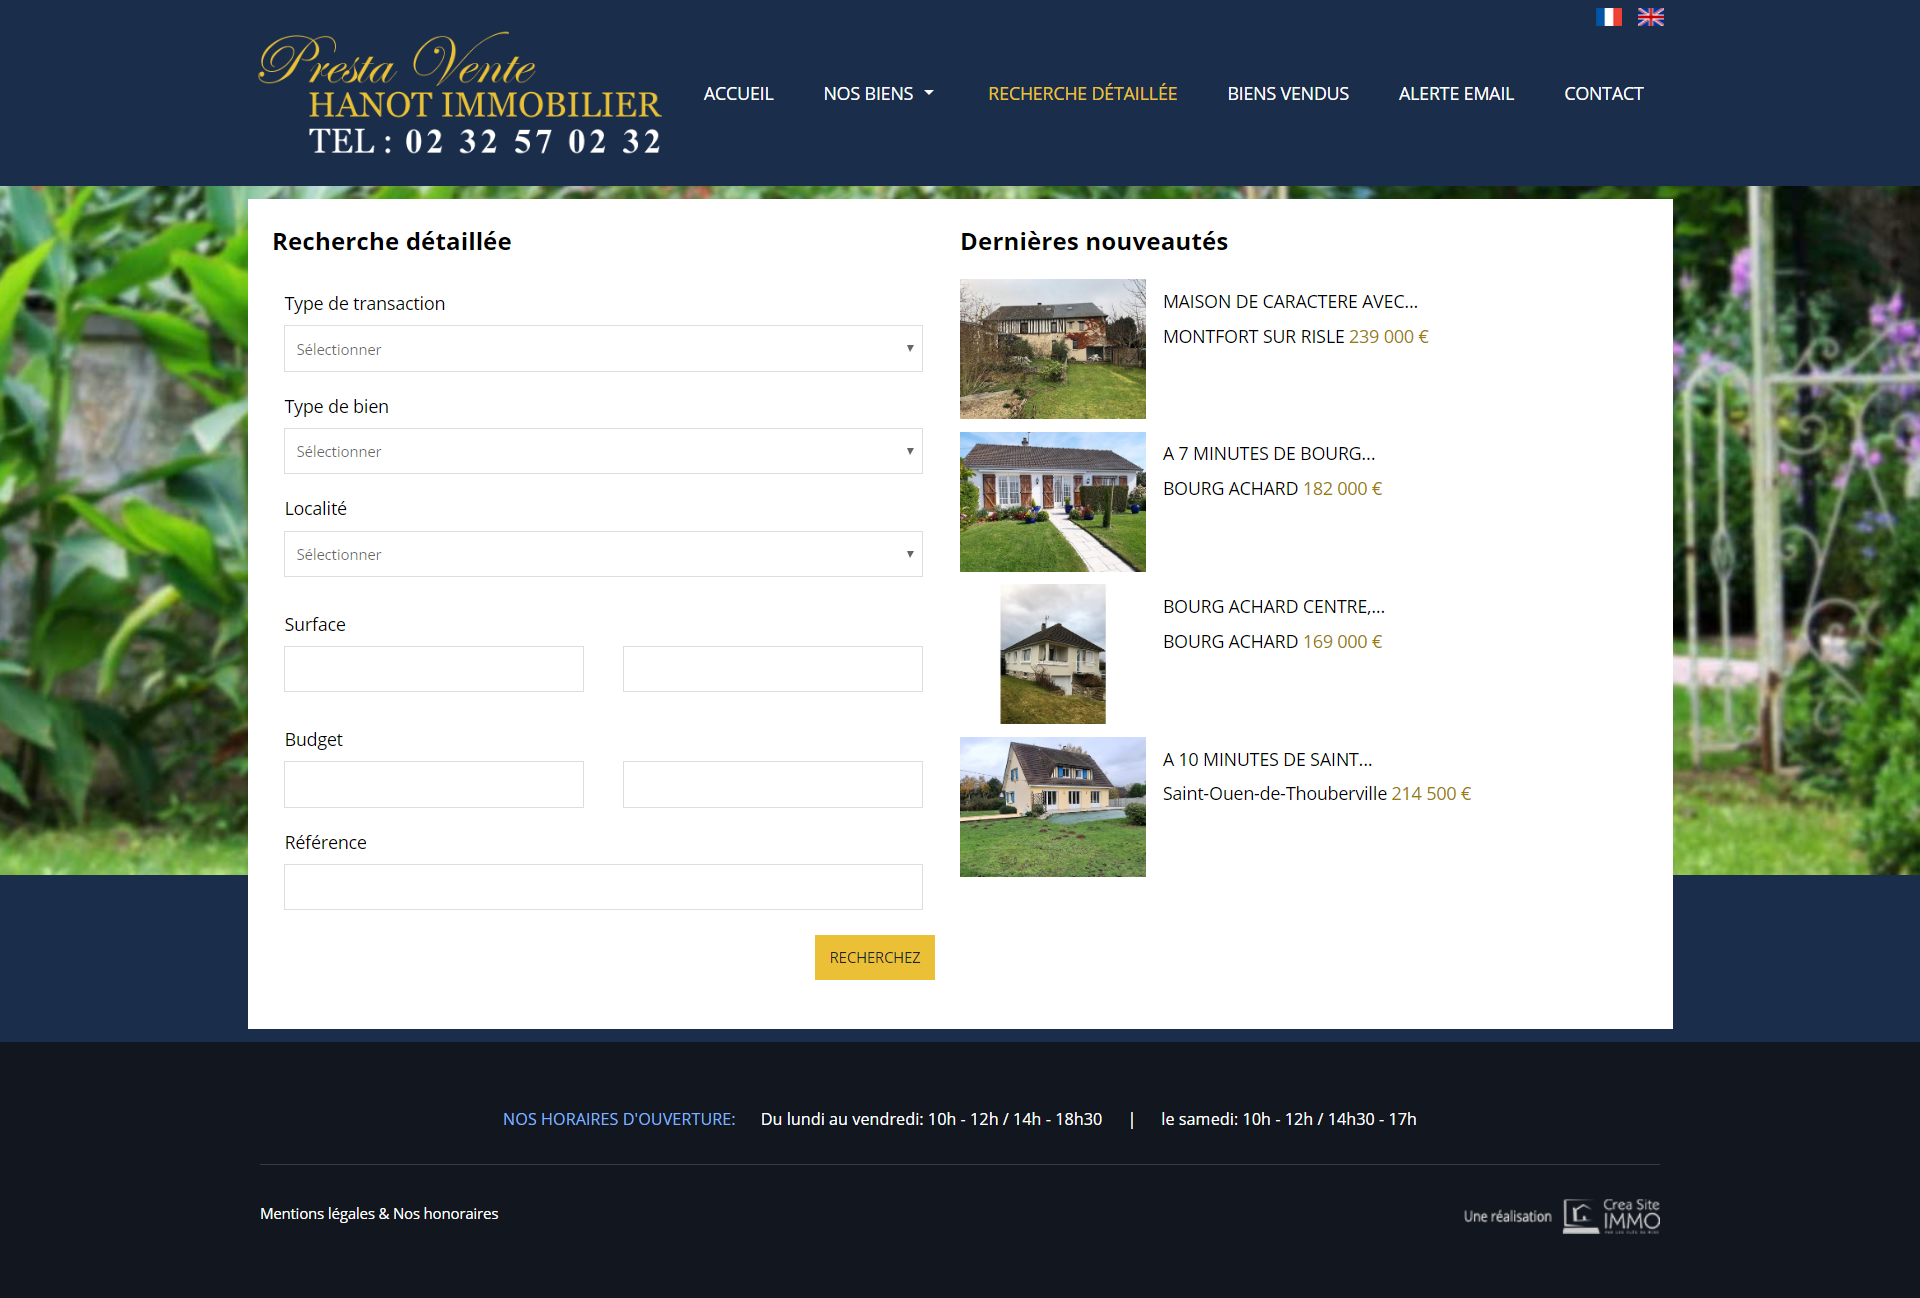 Presta Vente
HANOT IMMOBILIER
TEL : 02 32 57 02 32
ACCUEIL
NOS BIENS
RECHERCHE DÉTAILLÉE
BIENS VENDUS
ALERTE EMAIL
CONTACT
Recherche détaillée
Type de transaction
Sélectionner
Type de bien
Sélectionner
Localité
Sélectionner
Surface
Budget
Référence
RECHERCHEZ
Dernières nouveautés
MAISON DE CARACTERE AVEC...
MONTFORT SUR RISLE 239 000 €
A 7 MINUTES DE BOURG...
BOURG ACHARD 182 000 €
BOURG ACHARD CENTRE,...
BOURG ACHARD 169 000 €
A 10 MINUTES DE SAINT...
Saint-Ouen-de-Thouberville 214 500 €
NOS HORAIRES D'OUVERTURE: Du lundi au vendredi: 10h - 12h / 14h - 18h30 | le samedi: 10h - 12h / 14h30 - 17h
Mentions légales & Nos honoraires
Une réalisation
Crea Site
IMMO